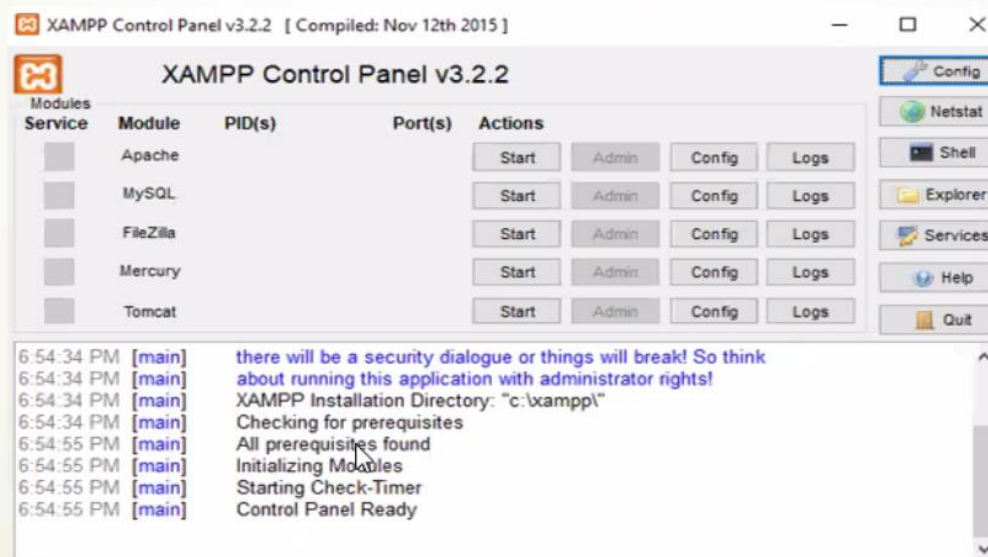 XAMPP Control Panel v3.2.2 [ Compiled: Nov 12th 2015 ]
XAMPP Control Panel v3.2.2
Config
Modules
Service Module PID(s) Port(s) Actions
Netstat
Apache Start Admin Config Logs
Shell
MySQL Start Admin Config Logs
Explorer
FileZilla Start Admin Config Logs
Services
Mercury Start Admin Config Logs
Help
Tomcat Start Admin Config Logs
Quit
6:54:34 PM [main] there will be a security dialogue or things will break! So think
6:54:34 PM [main] about running this application with administrator rights!
6:54:34 PM [main] XAMPP Installation Directory: "c:\xampp\"
6:54:34 PM [main] Checking for prerequisites
6:54:55 PM [main] All prerequisites found
6:54:55 PM [main] Initializing Modules
6:54:55 PM [main] Starting Check-Timer
6:54:55 PM [main] Control Panel Ready